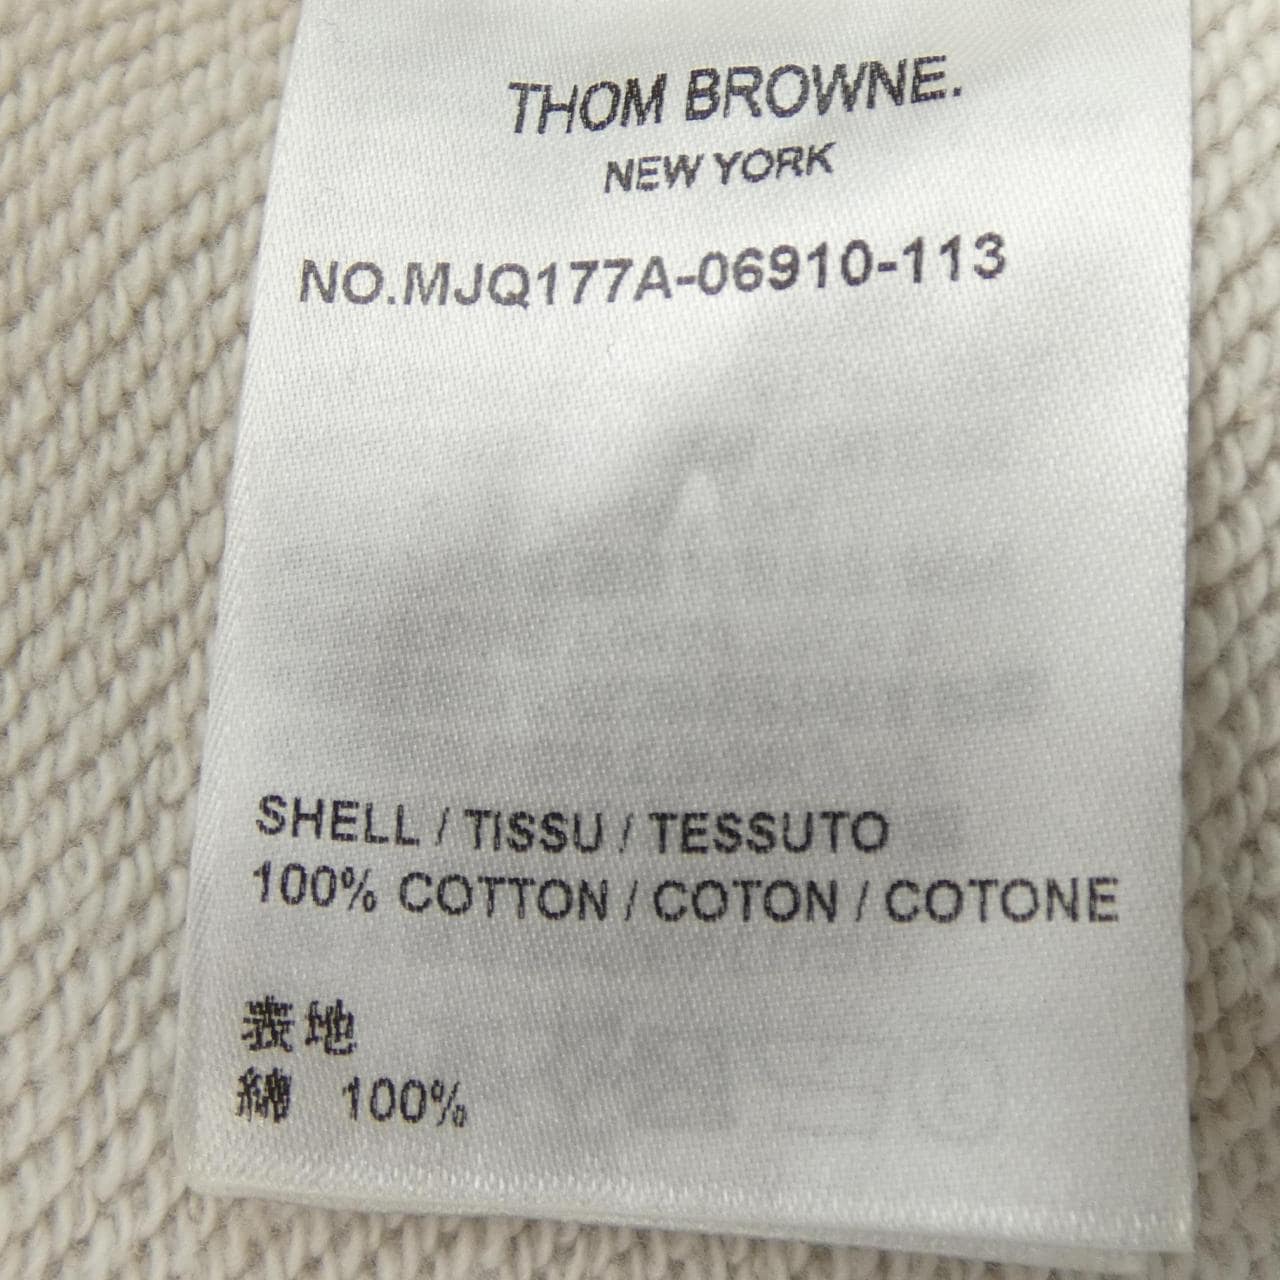 THOM BROWNE.
NEW YORK
NO.MJQ177A-06910-113
SHELL / TISSU / TESSUTO
100% COTTON / COTON / COTONE
表地
綿 100%